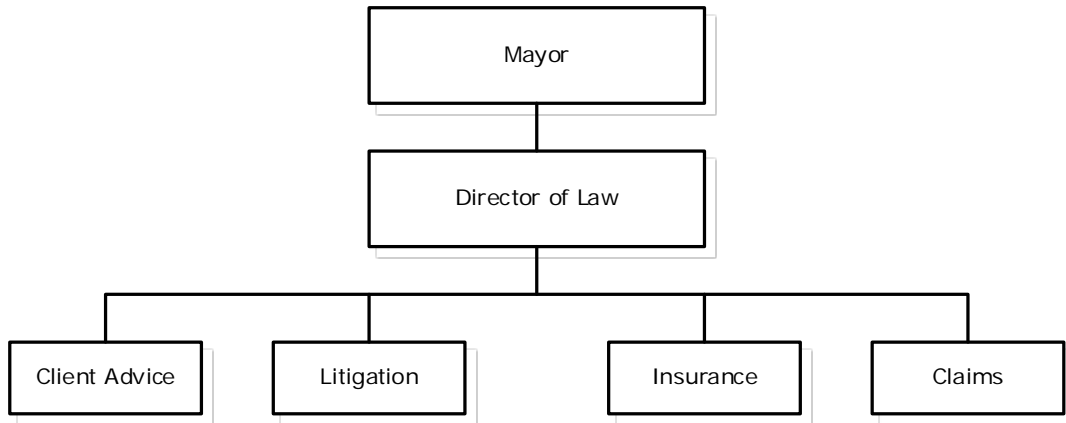 Mayor
Director of Law
Client Advice
Litigation
Insurance
Claims